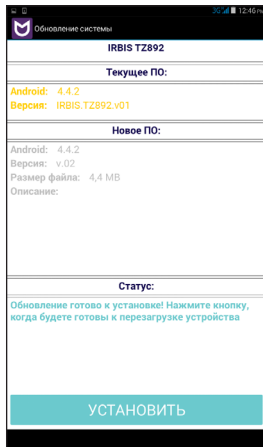 3G 12:46 PM
Обновление системы
IRBIS TZ892
Текущее ПО:
Android: 4.4.2
Версия: IRBIS.TZ892.v01
Новое ПО:
Android: 4.4.2
Версия: v.02
Размер файла: 4,4 MB
Описание:
Статус:
Обновление готово к установке! Нажмите кнопку,
когда будете готовы к перезагрузке устройства
УСТАНОВИТЬ